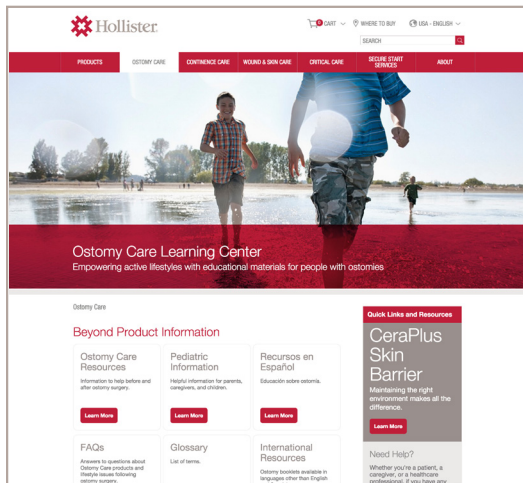 Hollister
0 CART
WHERE TO BUY
USA - ENGLISH
SEARCH
PRODUCTS
OSTOMY CARE
CONTINENCE CARE
WOUND & SKIN CARE
CRITICAL CARE
SECURE START
SERVICES
ABOUT
Ostomy Care Learning Center
Empowering active lifestyles with educational materials for people with ostomies
Ostomy Care
Beyond Product Information
Ostomy Care
Resources
Information to help before and
after ostomy surgery.
Learn More
Pediatric
Information
Helpful information for parents,
caregivers, and children.
Learn More
Recursos en
Español
Educación sobre ostomía.
Learn More
FAQs
Answers to questions about
Ostomy Care products and
lifestyle issues following
ostomy surgery.
Glossary
List of terms.
International
Resources
Ostomy booklets available in
languages other than English
Quick Links and Resources
CeraPlus
Skin
Barrier
Maintaining the right
environment makes all the
difference.
Learn More
Need Help?
Whether you're a patient, a
caregiver, or a healthcare
professional, if you have any